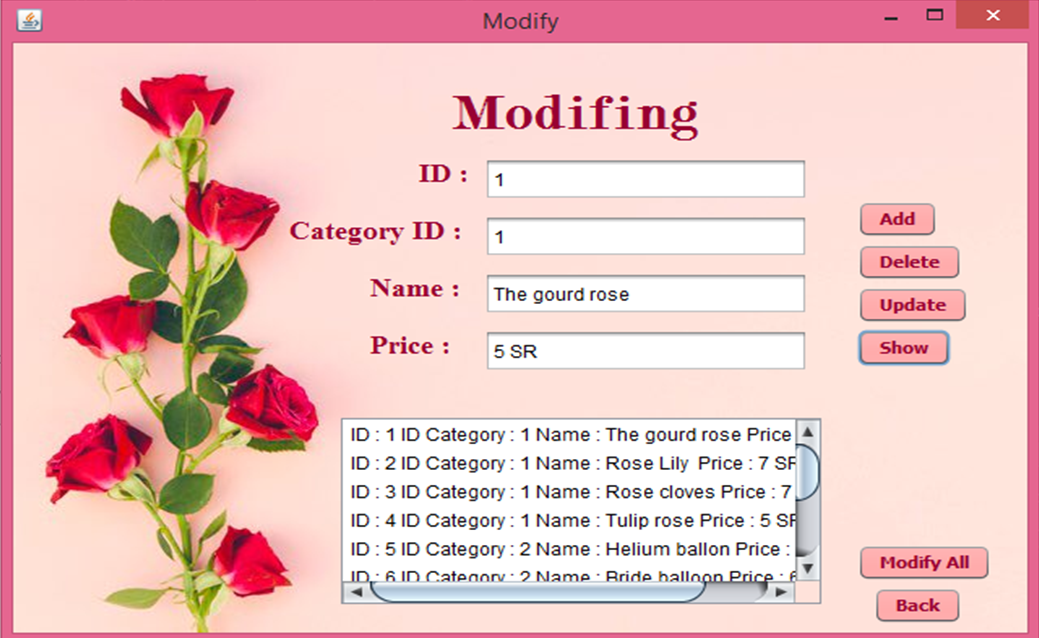 Modify
Modifing
ID :
1
Category ID :
1
Name :
The gourd rose
Price :
5 SR
Add
Delete
Update
Show
ID : 1 ID Category : 1 Name : The gourd rose Price
ID : 2 ID Category : 1 Name : Rose Lily Price : 7 SR
ID : 3 ID Category : 1 Name : Rose cloves Price : 7
ID : 4 ID Category : 1 Name : Tulip rose Price : 5 SR
ID : 5 ID Category : 2 Name : Helium ballon Price :
ID : 6 ID Category : 2 Name : Bride balloon Price : 6
Modify All
Back